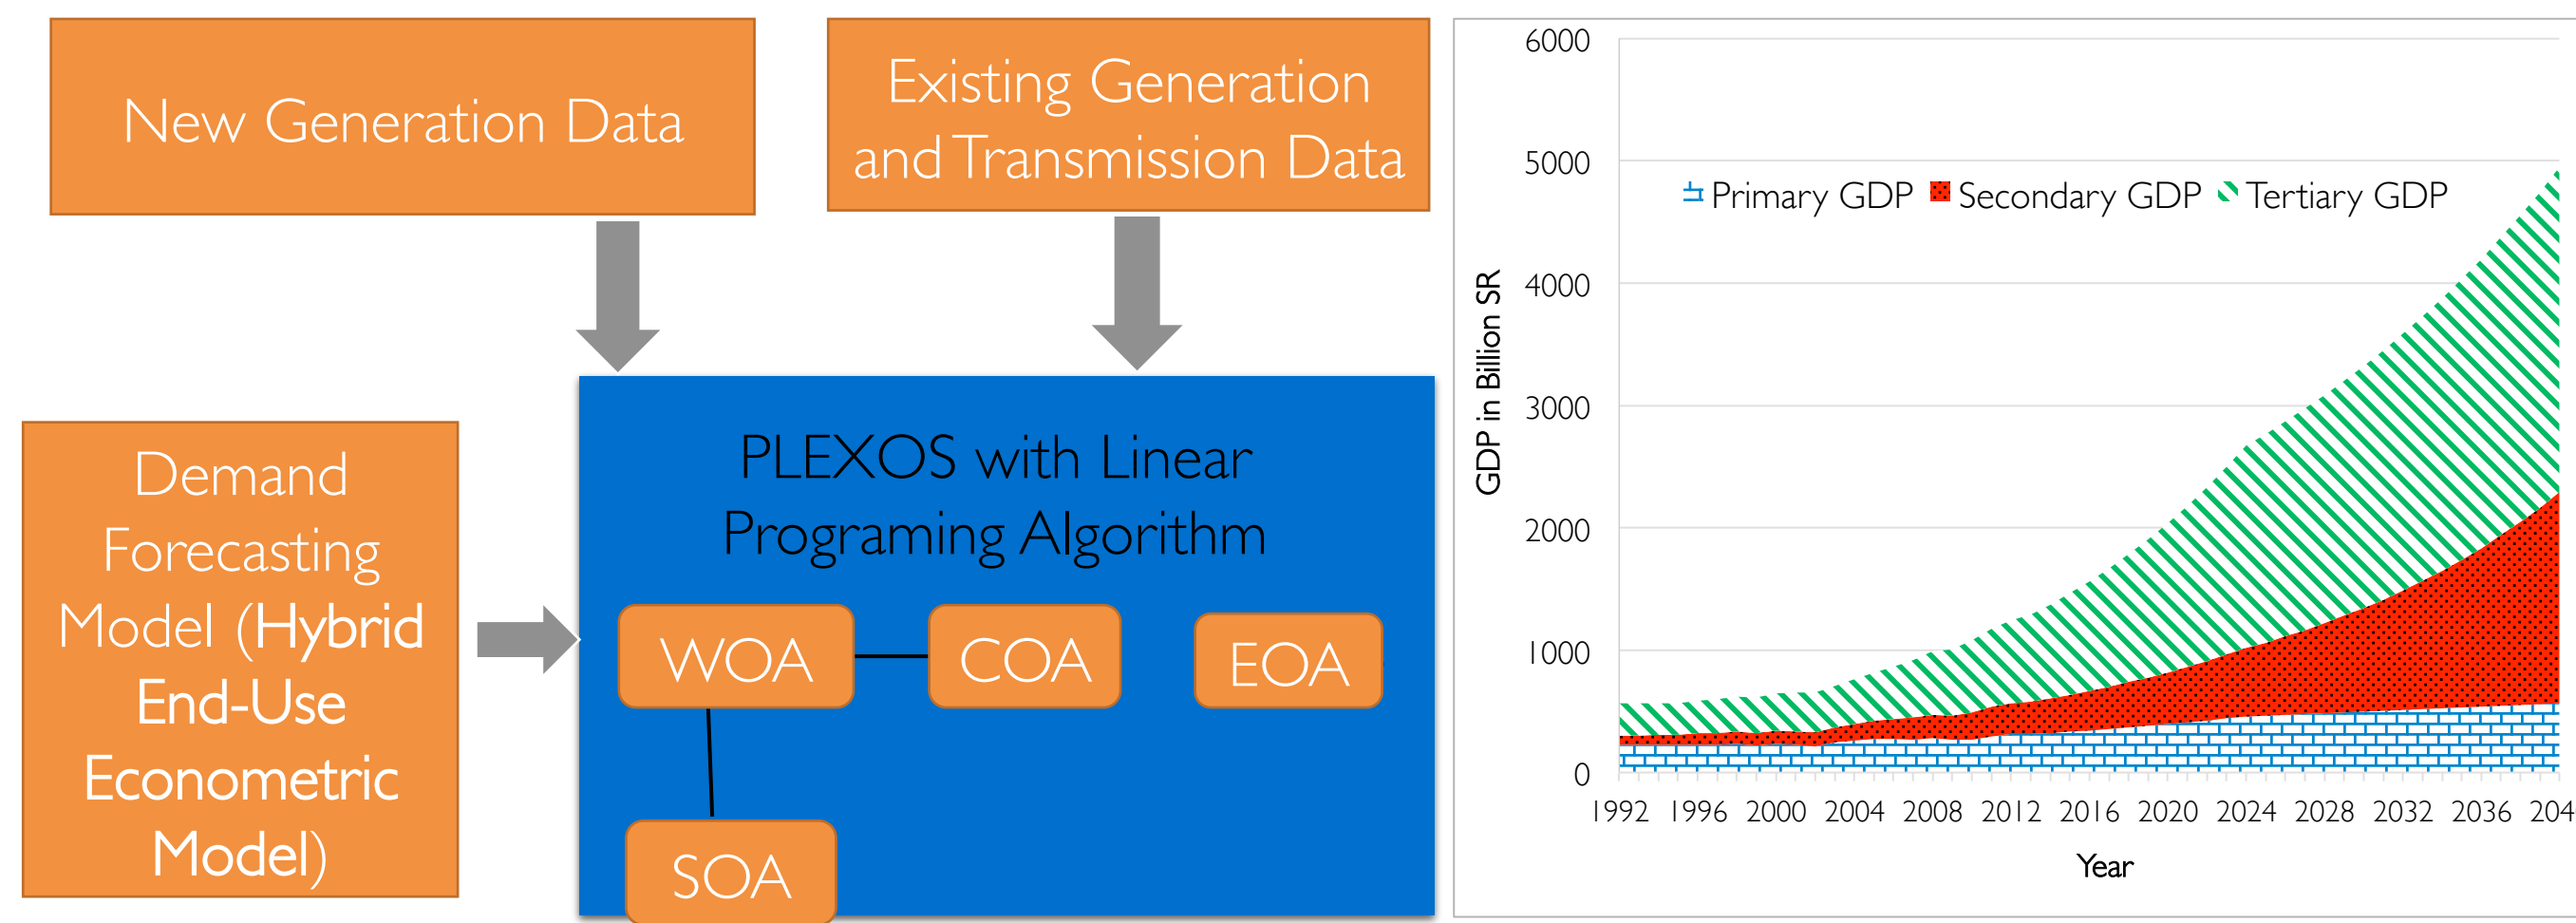 New Generation Data
Existing Generation
and Transmission Data
Demand
Forecasting
Model (Hybrid
End-Use
Econometric
Model)
PLEXOS with Linear
Programing Algorithm
WOA
COA
EOA
SOA
6000
5000
4000
3000
2000
1000
0
GDP in Billion SR
Primary GDP Secondary GDP Tertiary GDP
1992 1996 2000 2004 2008 2012 2016 2020 2024 2028 2032 2036 204
Year